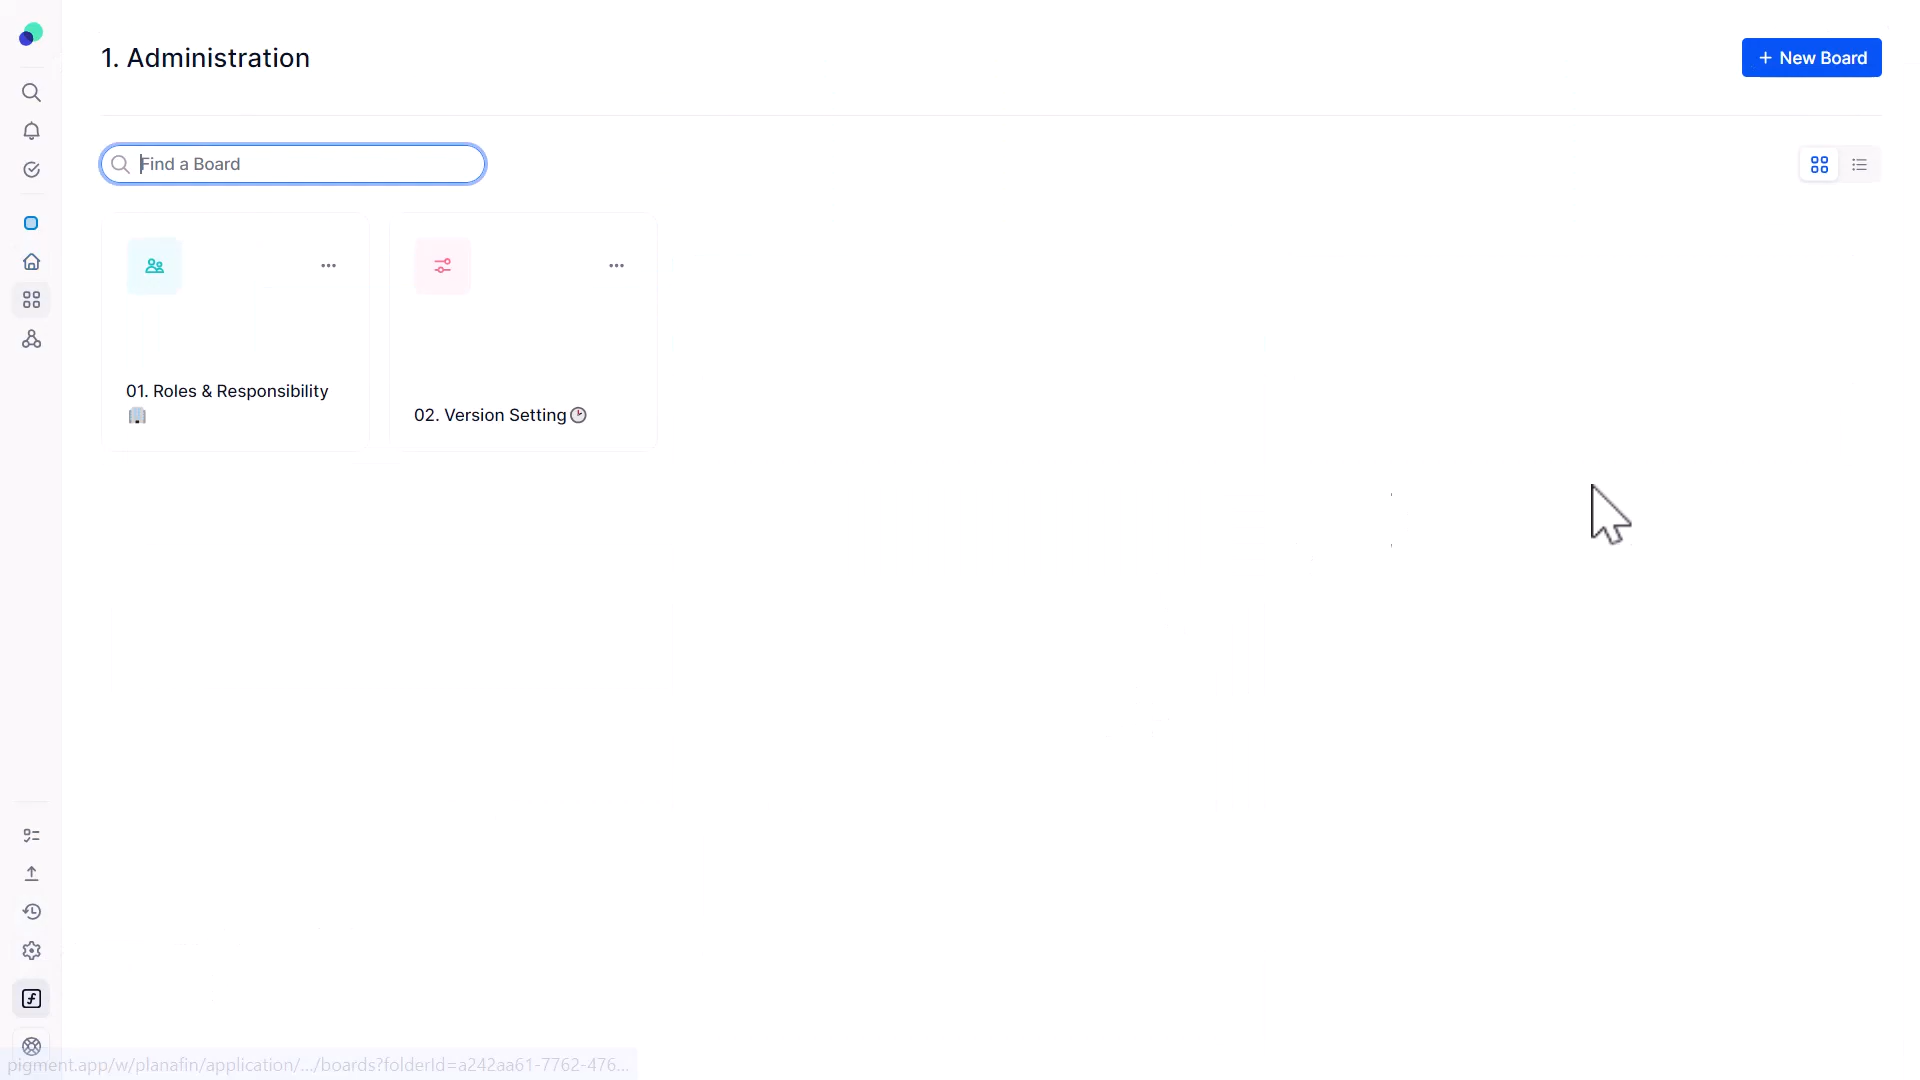 1. Administration
+ New Board
Find a Board
01. Roles & Responsibility
02. Version Setting
pigment.app/w/planafin/application/.../boards?folderId=a242aa61-7762-476...